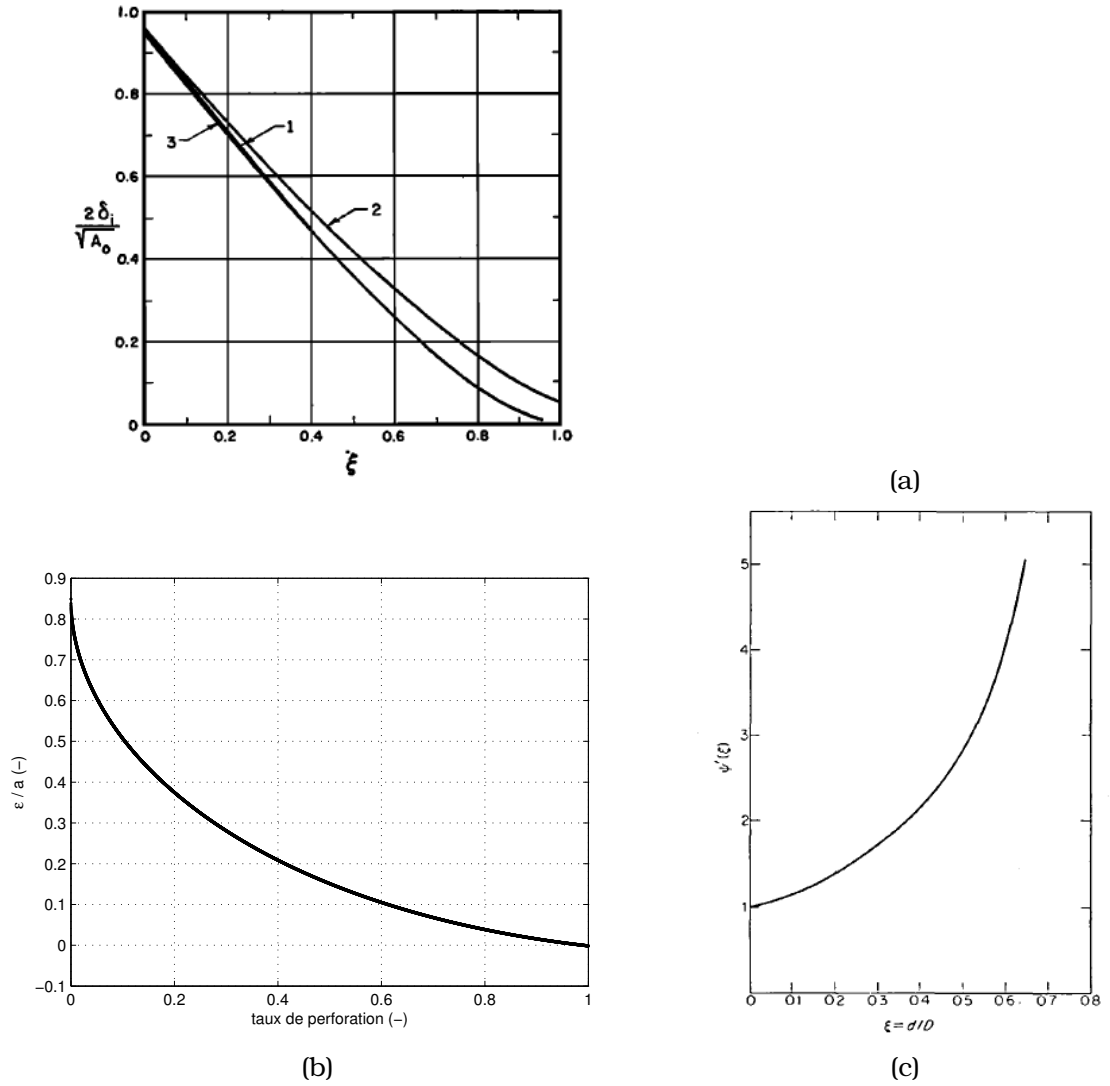 1.0
0.8
0.6
0.4
0.2
0
3
1
2
2 δi
√A0
0 0.2 0.4 0.6 0.8 1.0
ξ
(a)
0.9
0.8
0.7
0.6
0.5
0.4
0.3
0.2
0.1
0
−0.1
ε / a (−)
0 0.2 0.4 0.6 0.8 1
taux de perforation (−)
(b)
5
4
3
2
1
ψ'(ξ)
0 01 02 03 04 05 06 07 08
ξ = d/D
(c)